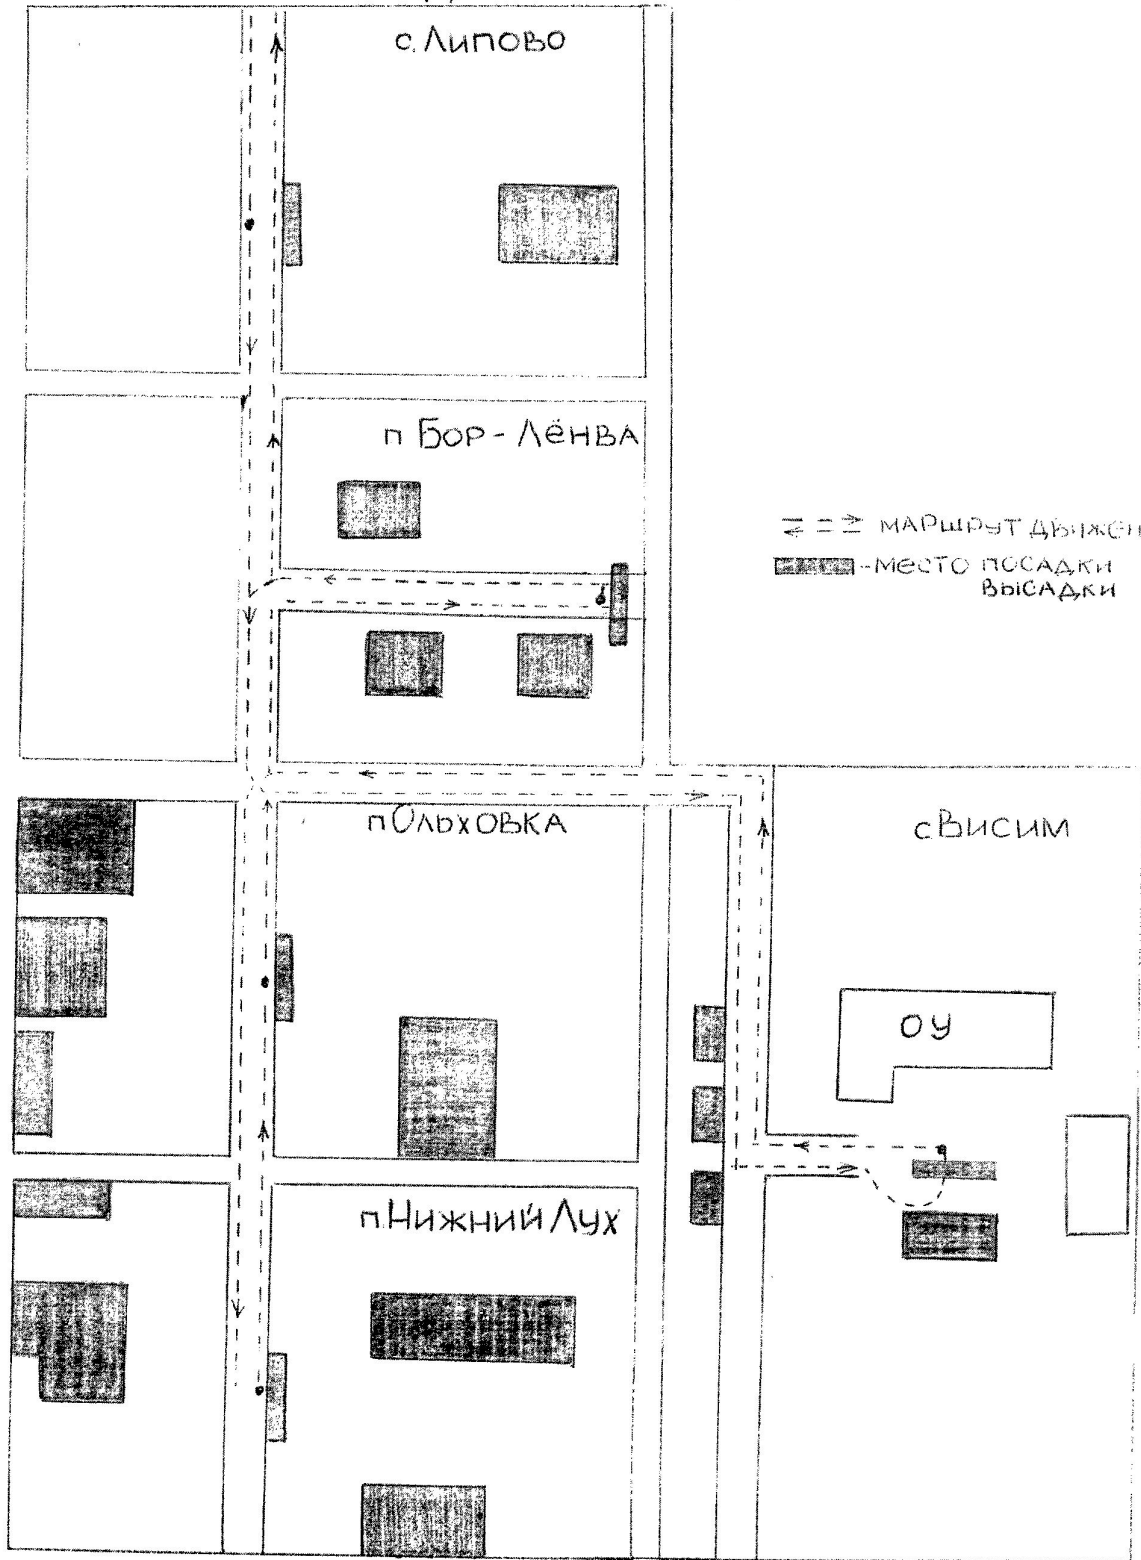 с. Липово
п Бор-Лёнва
МАРШРУТ ДВИЖЕН
-МЕСТО ПОСАДКИ
ВЫСАДКИ
п Ольховка
с Висим
ОУ
п. Нижний Лух